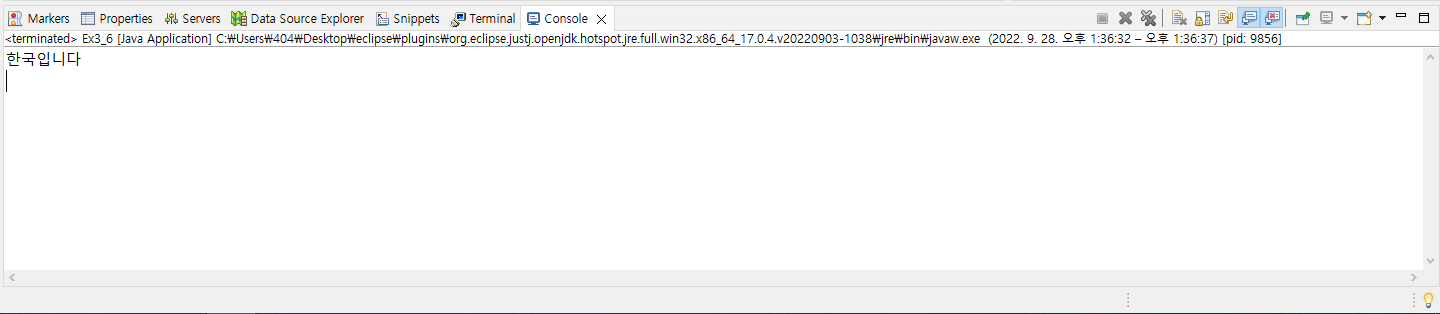 Markers Properties Servers Data Source Explorer Snippets Terminal Console
<terminated> Ex3_6 [Java Application] C:₩Users₩404₩Desktop₩eclipse₩plugins₩org.eclipse.justj.openjdk.hotspot.jre.full.win32.x86_64_17.0.4.v20220903-1038₩jre₩bin₩javaw.exe (2022. 9. 28. 오후 1:36:32 – 오후 1:36:37) [pid: 9856]
한국입니다